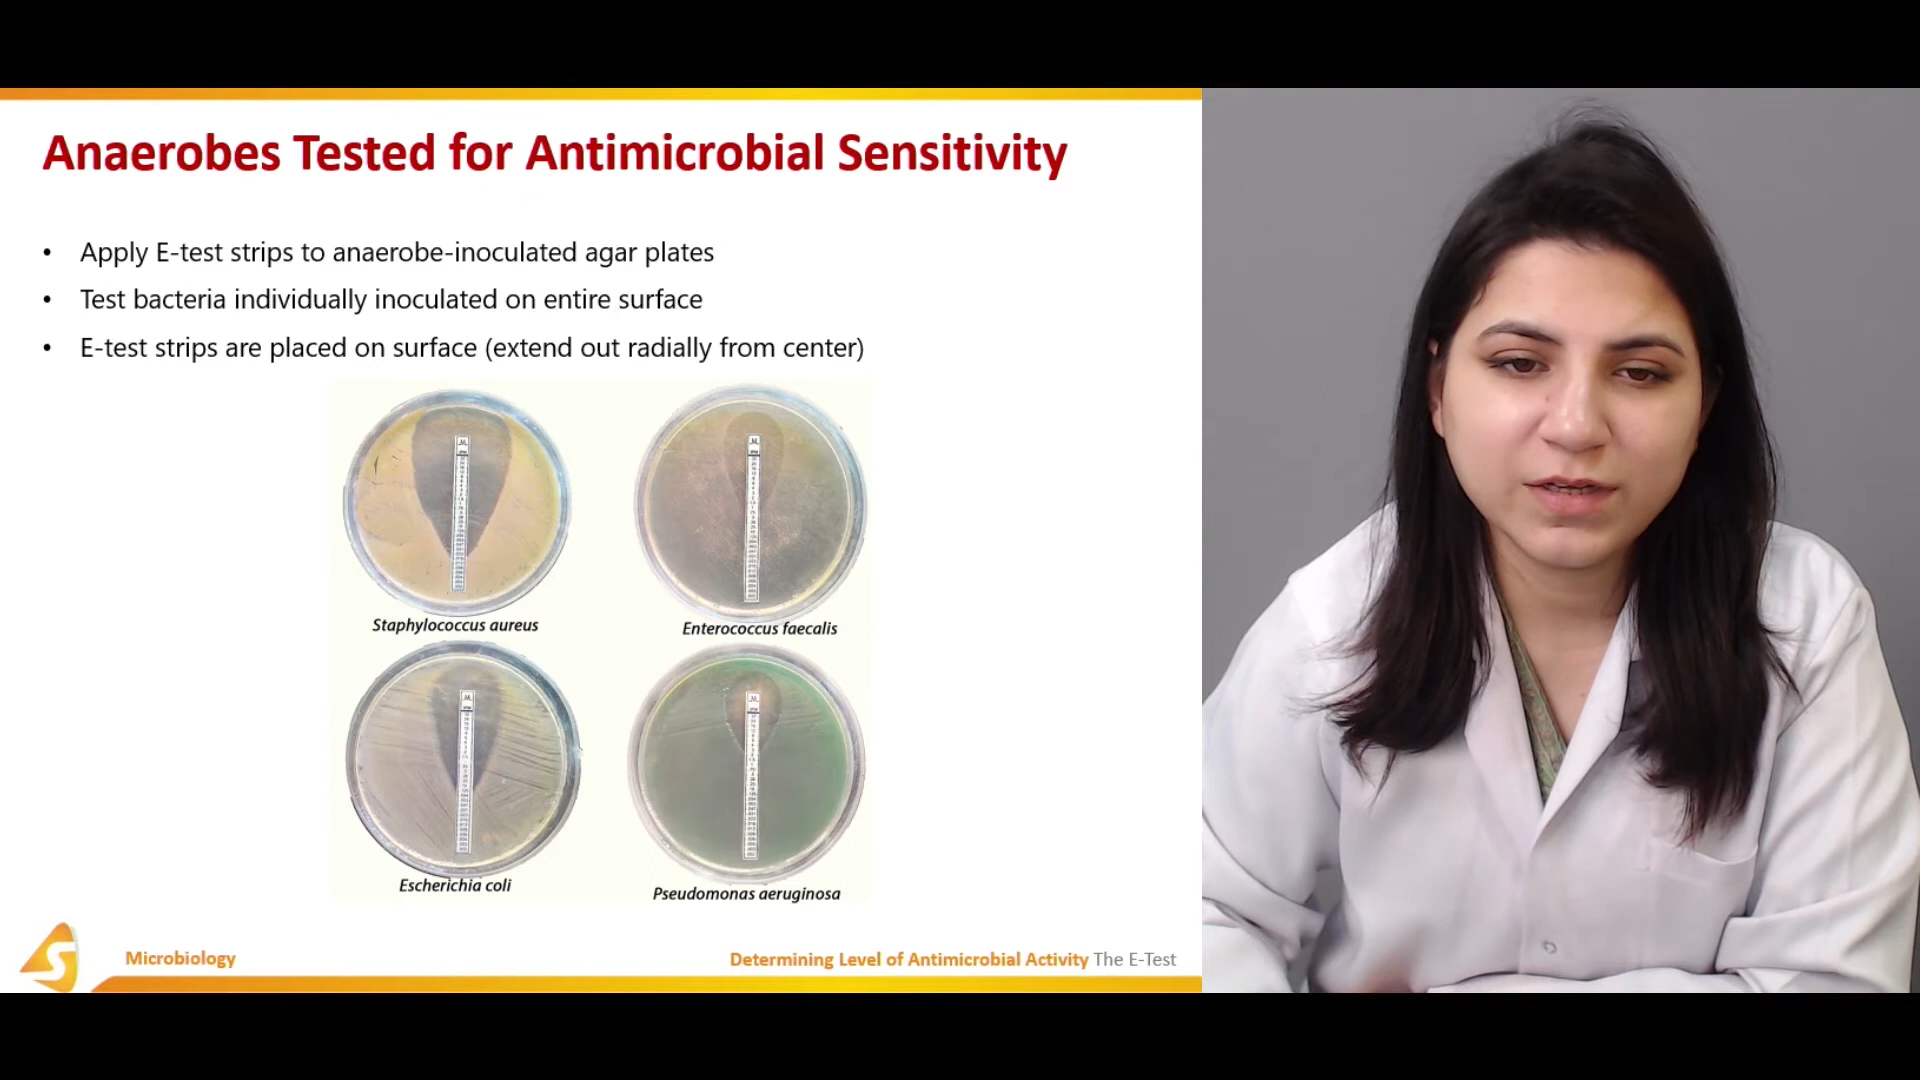 Anaerobes Tested for Antimicrobial Sensitivity
• Apply E-test strips to anaerobe-inoculated agar plates
• Test bacteria individually inoculated on entire surface
• E-test strips are placed on surface (extend out radially from center)
Staphylococcus aureus
Enterococcus faecalis
Escherichia coli
Pseudomonas aeruginosa
S
Microbiology
Determining Level of Antimicrobial Activity The E-Test